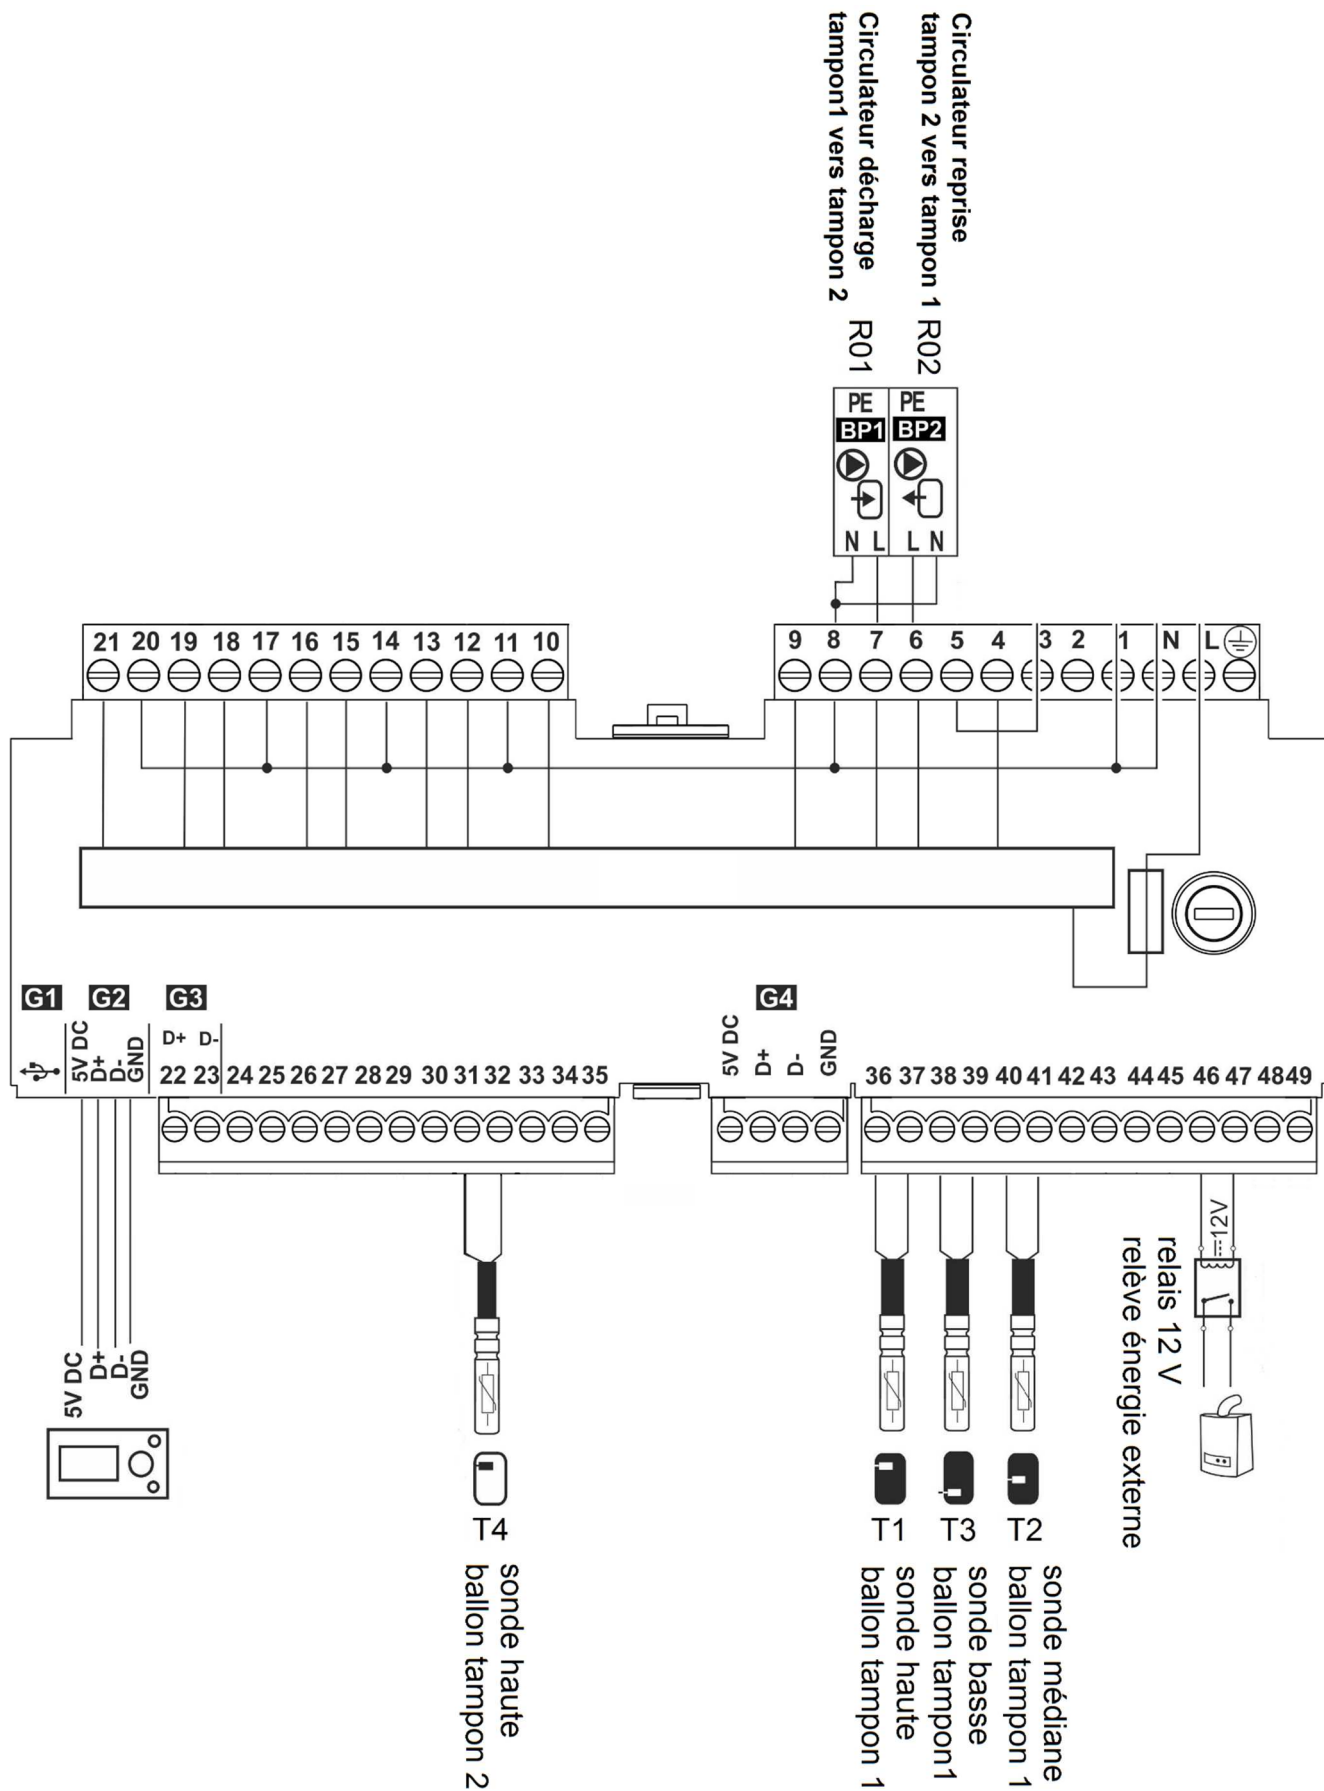 Circulateur reprise
tampon 2 vers tampon 1 R02
Circulateur décharge
tampon1 vers tampon 2 R01
PE PE
BP1 BP2
N L L N
21 20 19 18 17 16 15 14 13 12 11 10
9 8 7 6 5 4 3 2 1 N L
G1 G2 G3 G4
5V DC
D+
D-
GND
D+ D-
5V DC
D+
D-
GND
22 23 24 25 26 27 28 29 30 31 32 33 34 35
36 37 38 39 40 41 42 43 44 45 46 47 48 49
12V
relais 12 V
relève énergie externe
5V DC
D+
D-
GND
T4
sonde haute
ballon tampon 2
T1
sonde haute
ballon tampon 1
T3
sonde basse
ballon tampon1
T2
sonde médiane
ballon tampon 1